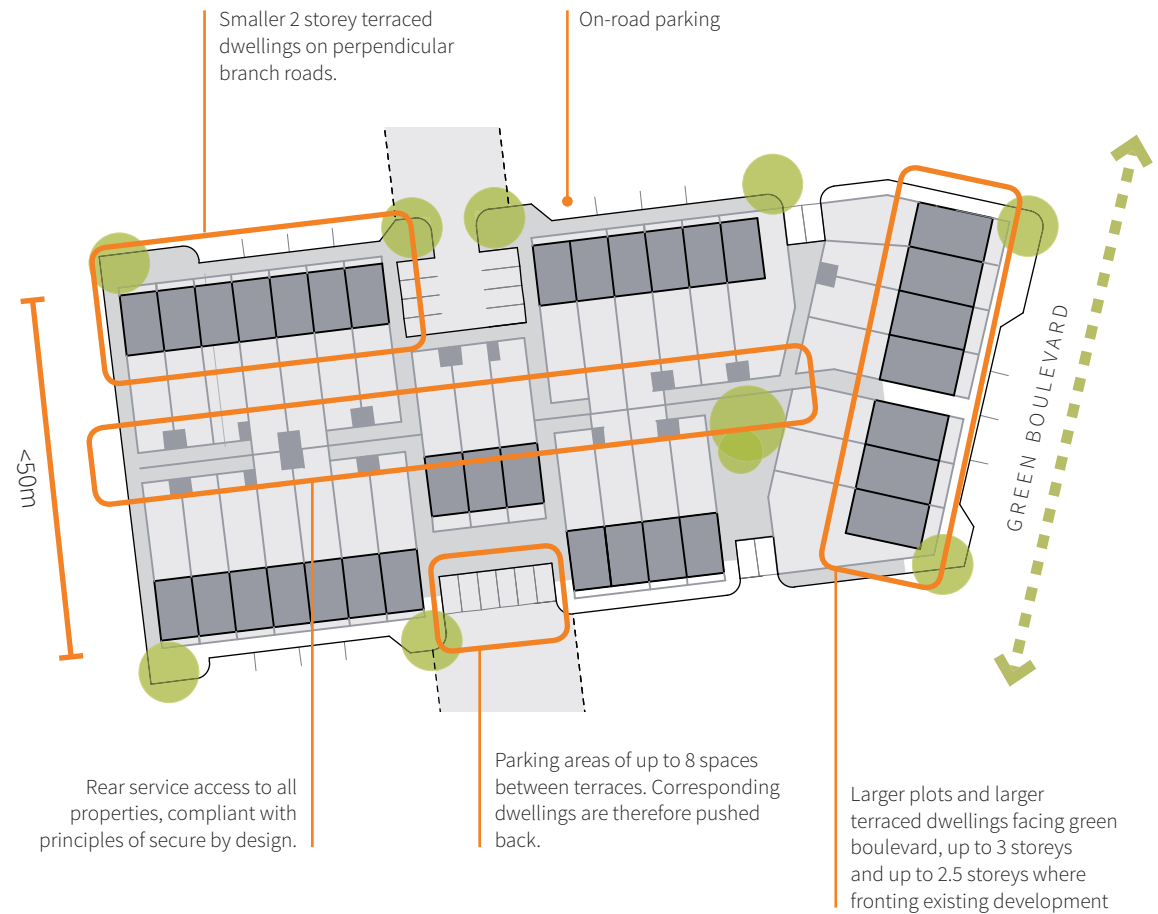 Smaller 2 storey terraced
dwellings on perpendicular
branch roads.
On-road parking
<50m
GREEN BOULEVARD
Rear service access to all
properties, compliant with
principles of secure by design.
Parking areas of up to 8 spaces
between terraces. Corresponding
dwellings are therefore pushed
back.
Larger plots and larger
terraced dwellings facing green
boulevard, up to 3 storeys
and up to 2.5 storeys where
fronting existing development